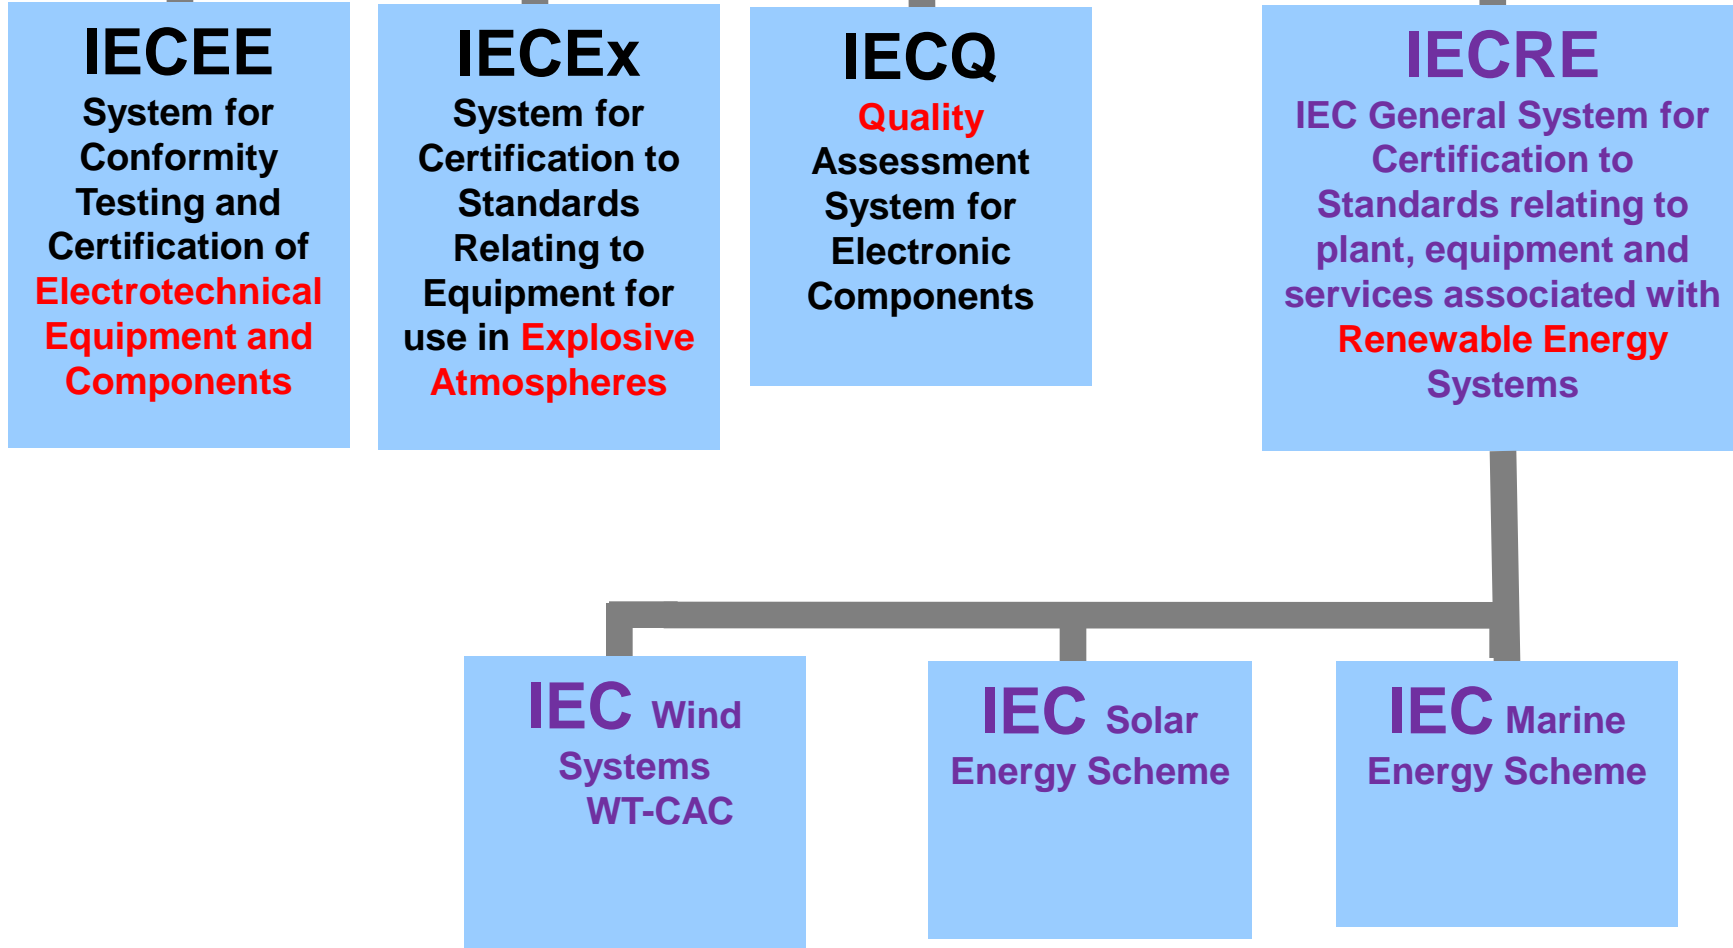 IECEE
System for
Conformity
Testing and
Certification of
Electrotechnical
Equipment and
Components
IECEx
System for
Certification to
Standards
Relating to
Equipment for
use in Explosive
Atmospheres
IECQ
Quality
Assessment
System for
Electronic
Components
IECRE
IEC General System for
Certification to
Standards relating to
plant, equipment and
services associated with
Renewable Energy
Systems
IEC Wind
Systems
WT-CAC
IEC Solar
Energy Scheme
IEC Marine
Energy Scheme